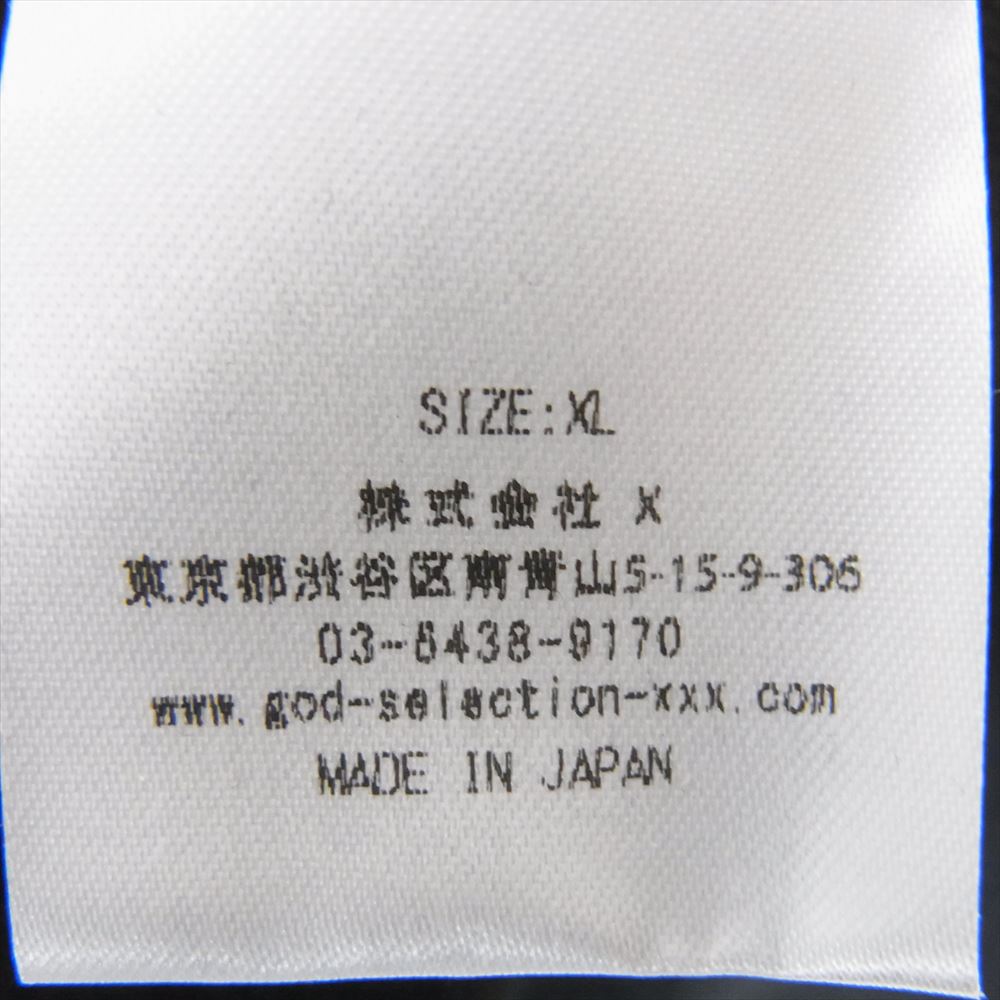 SIZE:XL
株式会社 X
東京都渋谷区南青山5-15-9-306
03-6438-9170
www.god-selection-xxx.com
MADE IN JAPAN